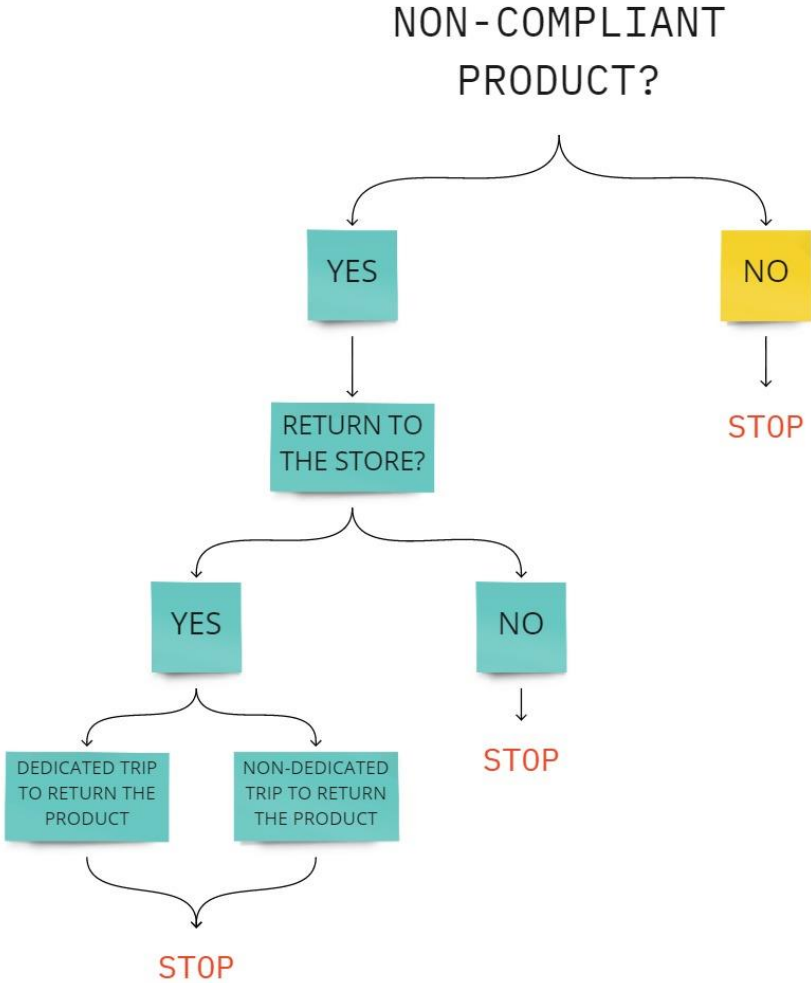 NON-COMPLIANT
PRODUCT?
YES
NO
STOP
RETURN TO
THE STORE?
YES
NO
STOP
DEDICATED TRIP
TO RETURN THE
PRODUCT
NON-DEDICATED
TRIP TO RETURN
THE PRODUCT
STOP